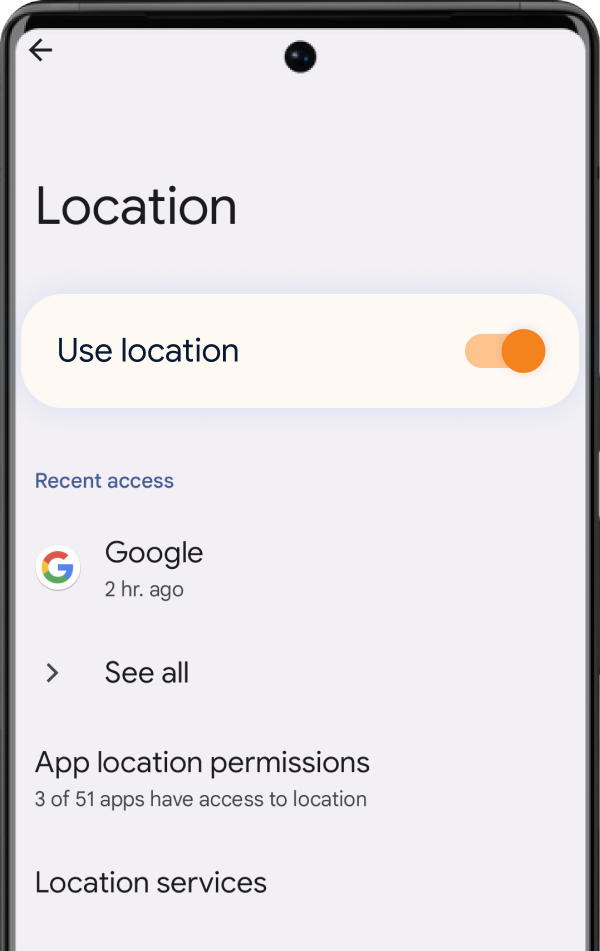 Location
Use location
Recent access
Google
2 hr. ago
See all
App location permissions
3 of 51 apps have access to location
Location services